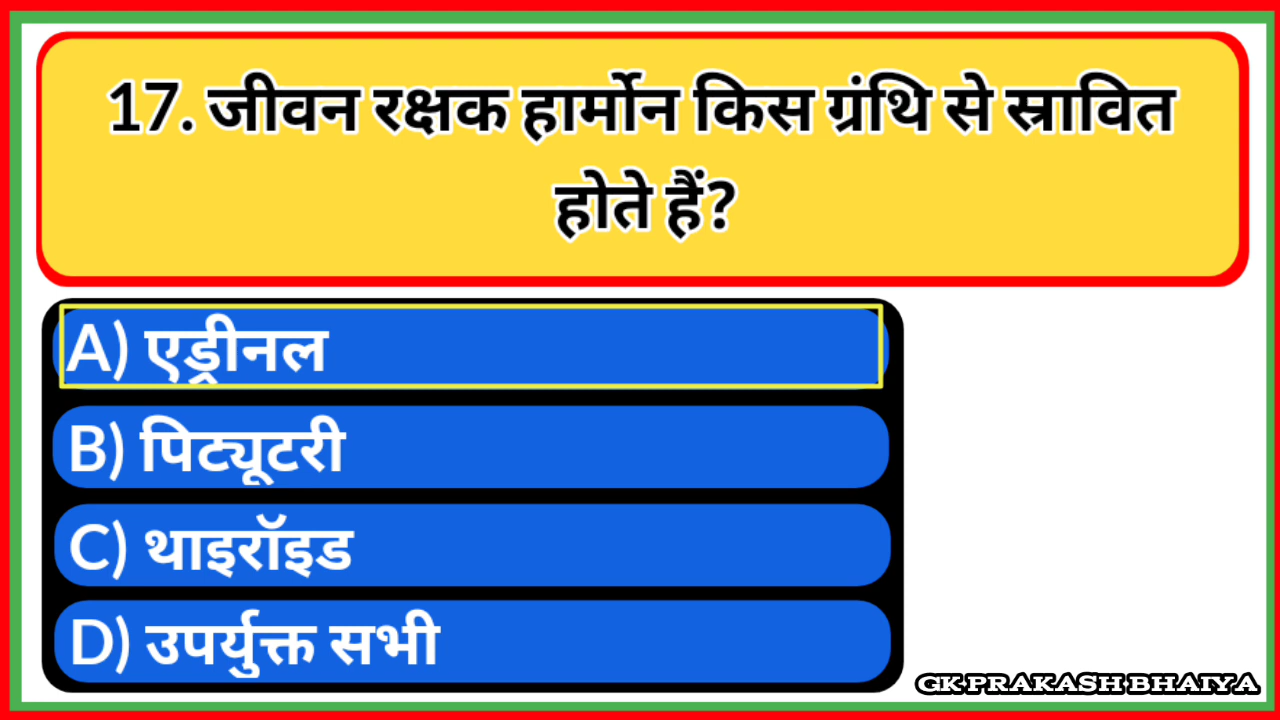 17. जीवन रक्षक हार्मोन किस ग्रंथि से स्रावित
होते हैं?
A) एड्रीनल
B) पिट्यूटरी
C) थाइरॉइड
D) उपर्युक्त सभी
GK PRAKASH BHAIYA